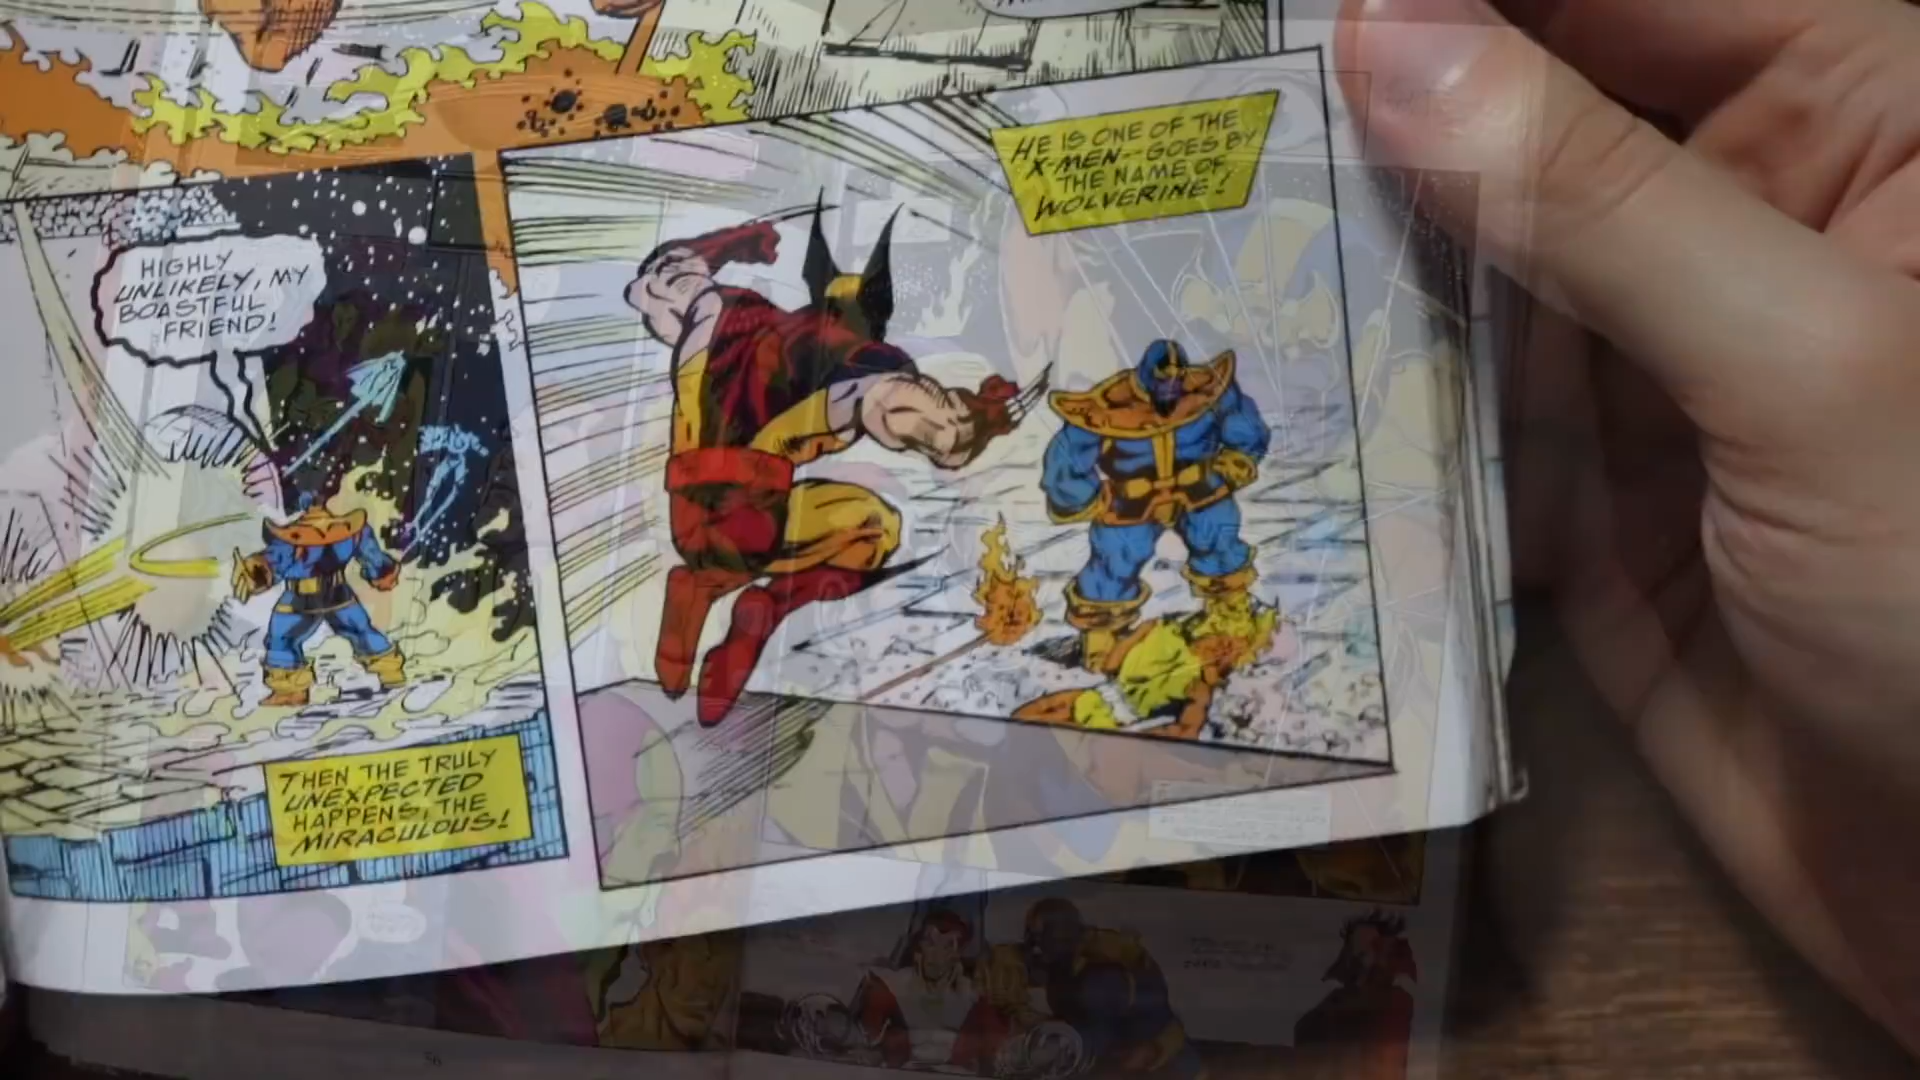 HIGHLY
UNLIKELY, MY
BOASTFUL
FRIEND!
THEN THE TRULY
UNEXPECTED
HAPPENS, THE
MIRACULOUS!
HE IS ONE OF THE
X-MEN--GOES BY
THE NAME OF
WOLVERINE!